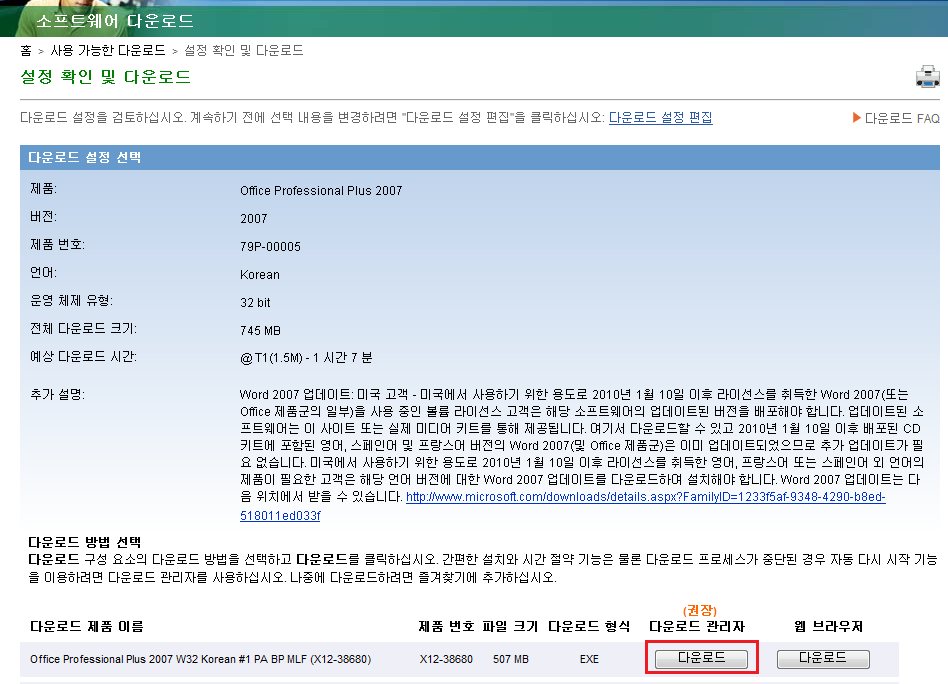 소프트웨어 다운로드
홈 > 사용 가능한 다운로드 > 설정 확인 및 다운로드
설정 확인 및 다운로드
다운로드 설정을 검토하십시오. 계속하기 전에 선택 내용을 변경하려면 "다운로드 설정 편집"을 클릭하십시오: 다운로드 설정 편집
다운로드 FAQ
다운로드 설정 선택
제품: Office Professional Plus 2007
버전: 2007
제품 번호: 79P-00005
언어: Korean
운영 체제 유형: 32 bit
전체 다운로드 크기: 745 MB
예상 다운로드 시간: @ T1(1.5M) - 1 시간 7 분
추가 설명: Word 2007 업데이트: 미국 고객 - 미국에서 사용하기 위한 용도로 2010년 1월 10일 이후 라이선스를 취득한 Word 2007(또는
Office 제품군의 일부)을 사용 중인 볼륨 라이선스 고객은 해당 소프트웨어의 업데이트된 버전을 배포해야 합니다. 업데이트된 소
프트웨어는 이 사이트 또는 실제 미디어 키트를 통해 제공됩니다. 여기서 다운로드할 수 있고 2010년 1월 10일 이후 배포된 CD
키트에 포함된 영어, 스페인어 및 프랑스어 버전의 Word 2007(및 Office 제품군)은 이미 업데이트되었으므로 추가 업데이트가 필
요 없습니다. 미국에서 사용하기 위한 용도로 2010년 1월 10일 이후 라이선스를 취득한 영어, 프랑스어 또는 스페인어 외 언어의
제품이 필요한 고객은 해당 언어 버전에 대한 Word 2007 업데이트를 다운로드하여 설치해야 합니다. Word 2007 업데이트는 다
음 위치에서 받을 수 있습니다. http://www.microsoft.com/downloads/details.aspx?FamilyID=1233f5af-9348-4290-b8ed-
518011ed033f
다운로드 방법 선택
다운로드 구성 요소의 다운로드 방법을 선택하고 다운로드를 클릭하십시오. 간편한 설치와 시간 절약 기능은 물론 다운로드 프로세스가 중단된 경우 자동 다시 시작 기능
을 이용하려면 다운로드 관리자를 사용하십시오. 나중에 다운로드하려면 즐겨찾기에 추가하십시오.
(권장)
다운로드 제품 이름 제품 번호 파일 크기 다운로드 형식 다운로드 관리자 웹 브라우저
Office Professional Plus 2007 W32 Korean #1 PA BP MLF (X12-38680) X12-38680 507 MB EXE 다운로드 다운로드